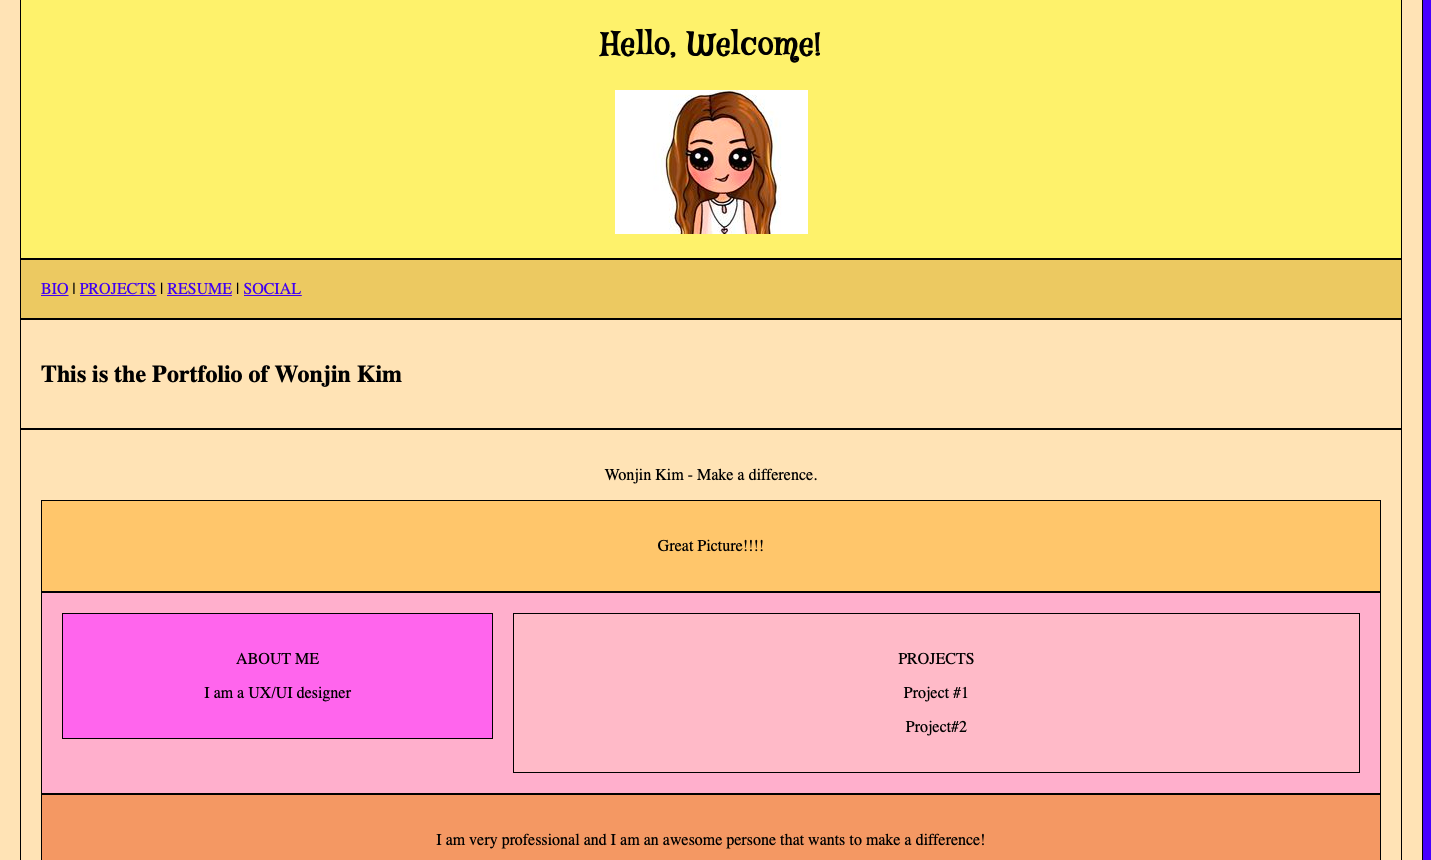 Hello, Welcome!
BIO | PROJECTS | RESUME | SOCIAL
This is the Portfolio of Wonjin Kim
Wonjin Kim - Make a difference.
Great Picture!!!!
ABOUT ME
I am a UX/UI designer
PROJECTS
Project #1
Project#2
I am very professional and I am an awesome persone that wants to make a difference!